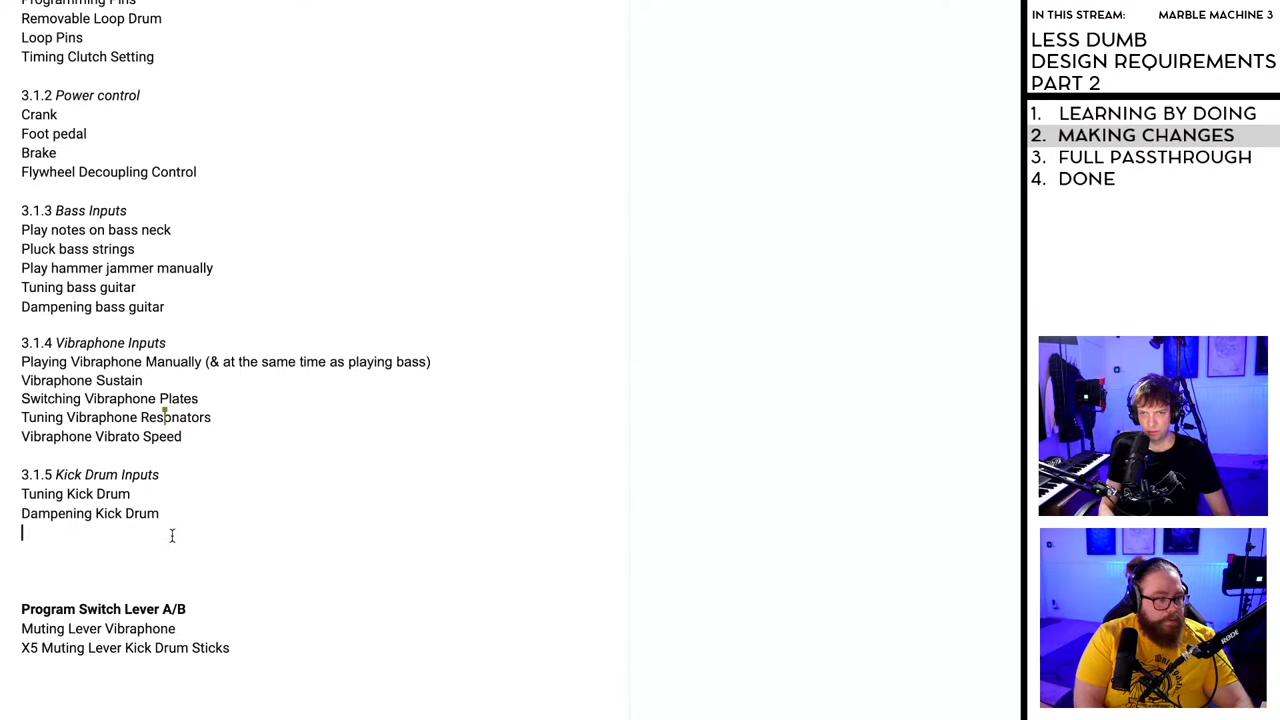 Programming Pins
Removable Loop Drum
Loop Pins
Timing Clutch Setting
3.1.2 Power control
Crank
Foot pedal
Brake
Flywheel Decoupling Control
3.1.3 Bass Inputs
Play notes on bass neck
Pluck bass strings
Play hammer jammer manually
Tuning bass guitar
Dampening bass guitar
3.1.4 Vibraphone Inputs
Playing Vibraphone Manually (& at the same time as playing bass)
Vibraphone Sustain
Switching Vibraphone Plates
Tuning Vibraphone Resonators
Vibraphone Vibrato Speed
3.1.5 Kick Drum Inputs
Tuning Kick Drum
Dampening Kick Drum
Program Switch Lever A/B
Muting Lever Vibraphone
X5 Muting Lever Kick Drum Sticks
IN THIS STREAM: MARBLE MACHINE 3
LESS DUMB
DESIGN REQUIREMENTS
PART 2
1. LEARNING BY DOING
2. MAKING CHANGES
3. FULL PASSTHROUGH
4. DONE
RØDE